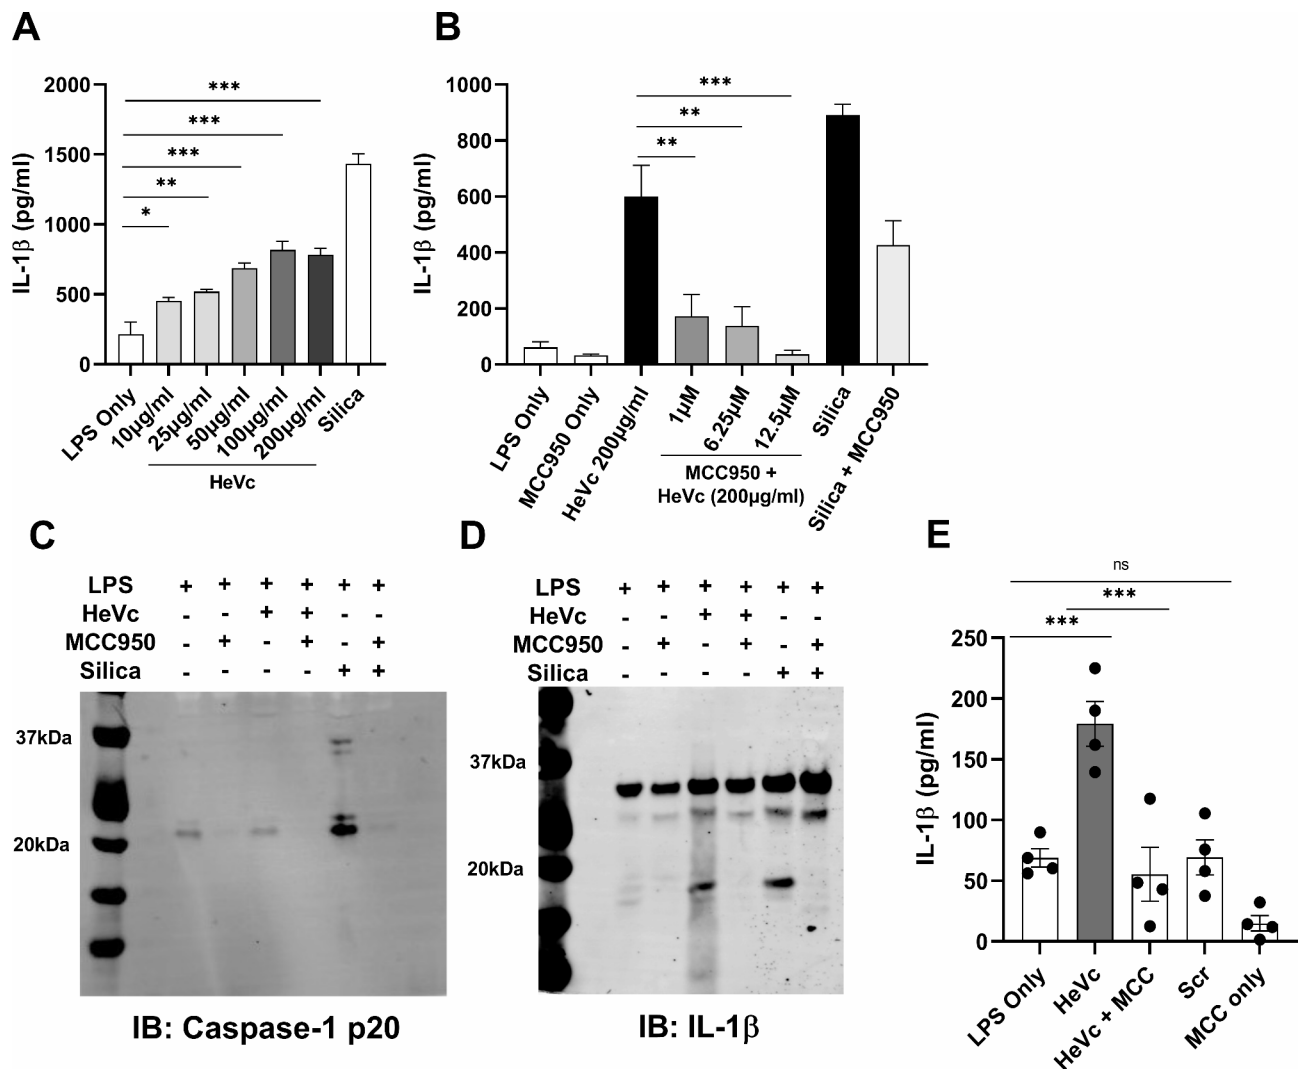 A
IL-1β (pg/ml)
2000
1500
1000
500
0
***
***
***
**
*
LPS Only
10µg/ml
25µg/ml
50µg/ml
100µg/ml
200µg/ml
Silica
HeVc
B
IL-1β (pg/ml)
1000
800
600
400
200
0
***
**
**
LPS Only
MCC950 Only
HeVc 200µg/ml
1µM
6.25µM
12.5µM
Silica
Silica + MCC950
MCC950 +
HeVc (200µg/ml)
C
LPS + + + + + +
HeVc - - + + - -
MCC950 - + - + - +
Silica - - - - + +
37kDa
20kDa
IB: Caspase-1 p20
D
LPS + + + + + +
HeVc - - + + - -
MCC950 - + - + - +
Silica - - - - + +
37kDa
20kDa
IB: IL-1β
E
ns
***
***
IL-1β (pg/ml)
250
200
150
100
50
0
LPS Only
HeVc
HeVc + MCC
Scr
MCC only